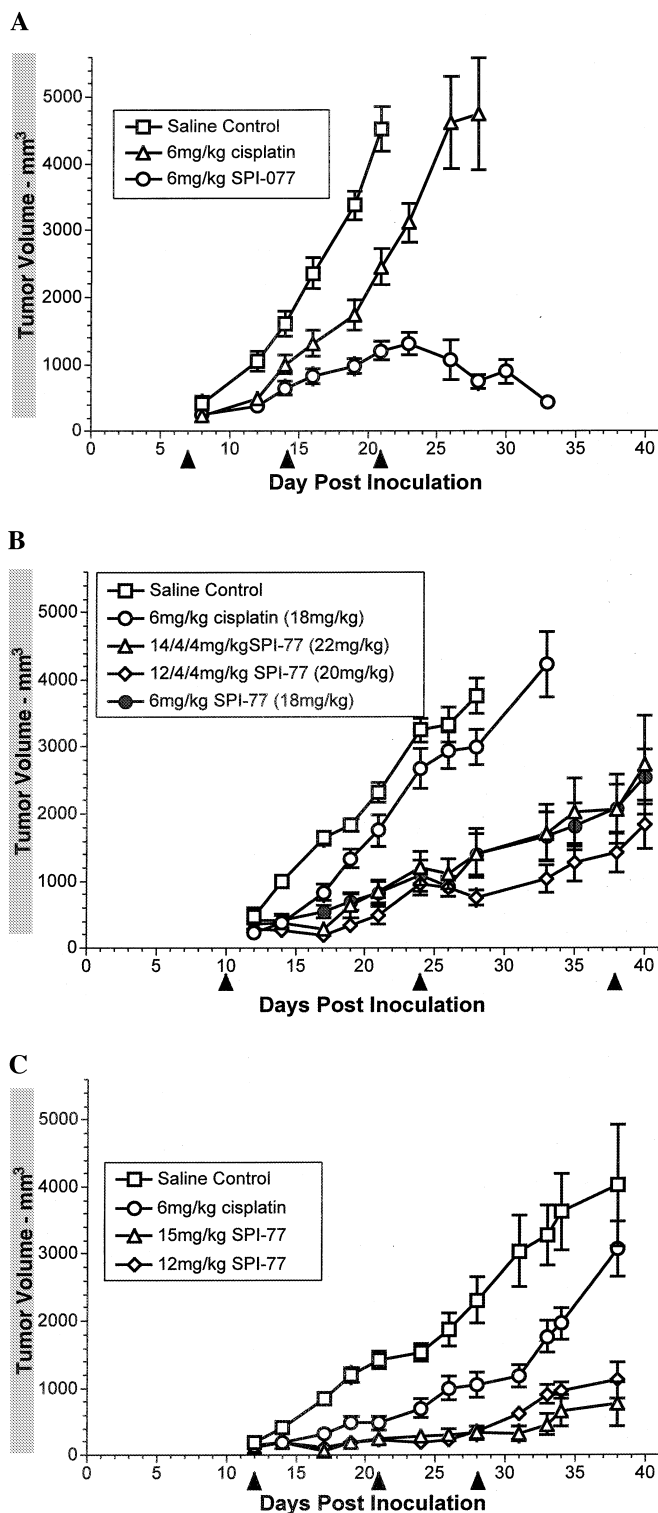 A
Tumor Volume - mm3
5000
4000
3000
2000
1000
0
Saline Control
6mg/kg cisplatin
6mg/kg SPI-077
0 5 10 15 20 25 30 35 40
Day Post Inoculation
B
Tumor Volume - mm3
5000
4000
3000
2000
1000
0
Saline Control
6mg/kg cisplatin (18mg/kg)
14/4/4mg/kgSPI-77 (22mg/kg)
12/4/4mg/kg SPI-77 (20mg/kg)
6mg/kg SPI-77 (18mg/kg)
0 5 10 15 20 25 30 35 40
Days Post Inoculation
C
Tumor Volume - mm3
5000
4000
3000
2000
1000
0
Saline Control
6mg/kg cisplatin
15mg/kg SPI-77
12mg/kg SPI-77
0 5 10 15 20 25 30 35 40
Days Post Inoculation